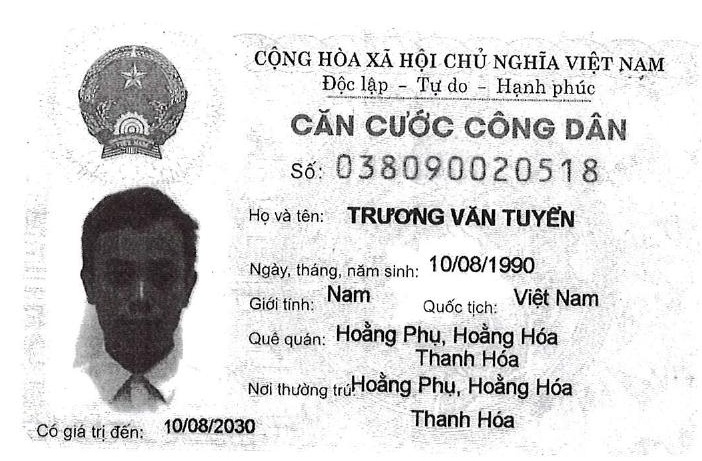 CỘNG HÒA XÃ HỘI CHỦ NGHĨA VIỆT NAM
Độc lập - Tự do - Hạnh phúc
CĂN CƯỚC CÔNG DÂN
Số: 038090020518
Họ và tên: TRƯƠNG VĂN TUYỂN
Ngày, tháng, năm sinh: 10/08/1990
Giới tính: Nam Quốc tịch: Việt Nam
Quê quán: Hoằng Phụ, Hoằng Hóa
Thanh Hóa
Nơi thường trú: Hoằng Phụ, Hoằng Hóa
Thanh Hóa
Có giá trị đến: 10/08/2030
VIỆT NAM